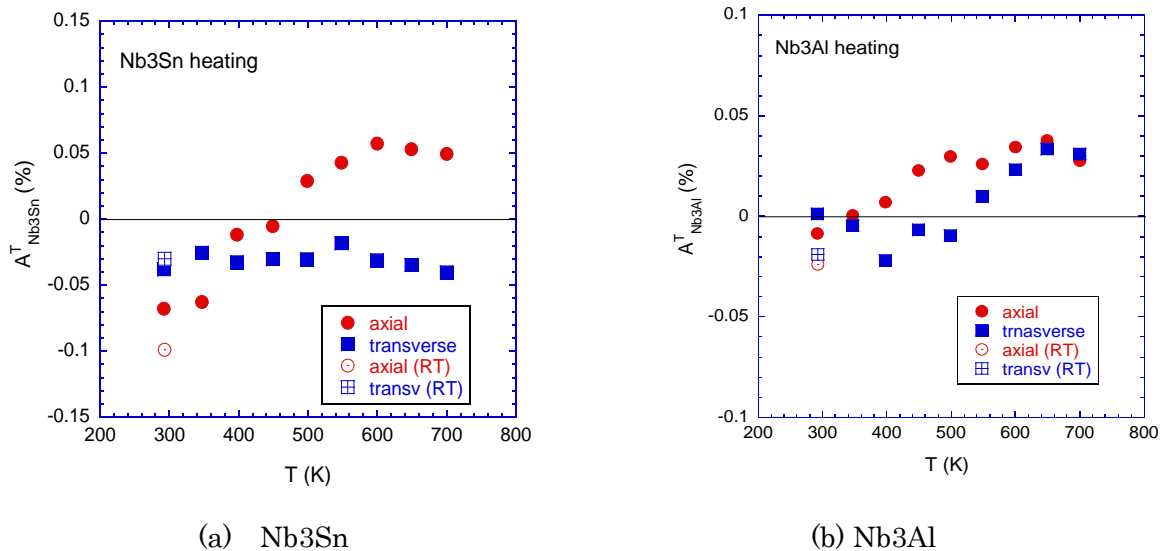 0.15
0.1
0.05
0
-0.05
-0.1
-0.15
A^T_Nb3Sn (%)
Nb3Sn heating
axial
transverse
axial (RT)
transv (RT)
200 300 400 500 600 700 800
T (K)
(a) Nb3Sn
0.1
0.05
0
-0.05
-0.1
A^T_Nb3Al (%)
Nb3Al heating
axial
trnasverse
axial (RT)
transv (RT)
200 300 400 500 600 700 800
T (K)
(b) Nb3Al